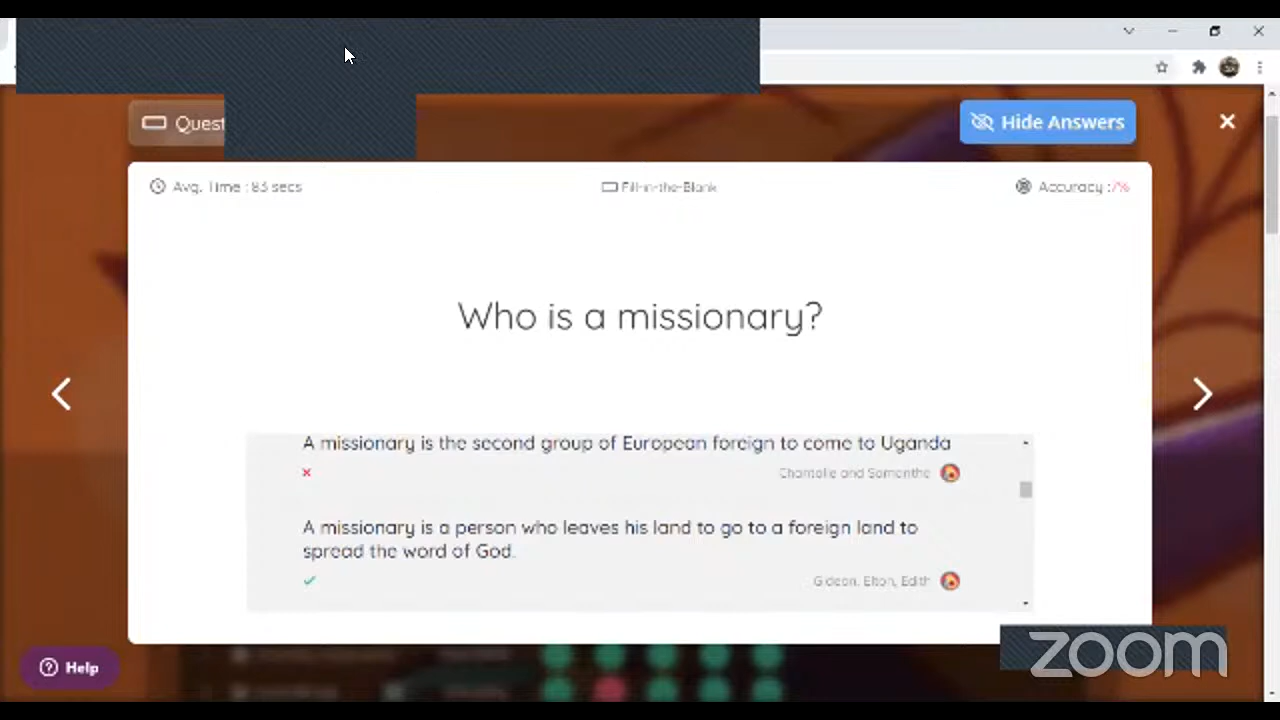 Quest
Hide Answers
Avg. Time : 83 secs
Fill-in-the-Blank
Accuracy :7%
Who is a missionary?
A missionary is the second group of European foreign to come to Uganda
Chantolle and Samantha
A missionary is a person who leaves his land to go to a foreign land to
spread the word of God.
Gideon, Elton, Edith
Help
zoom